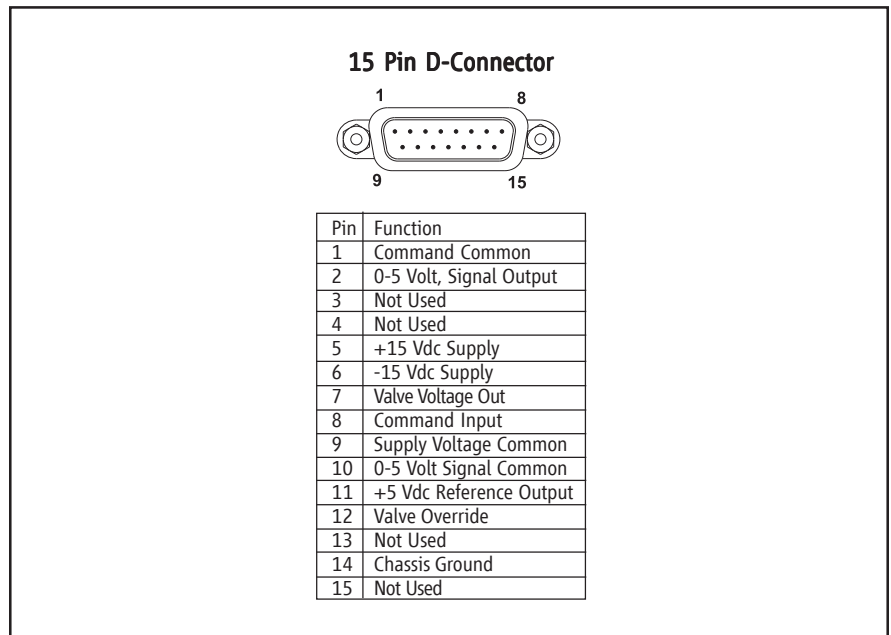 15 Pin D-Connector
1 8
9 15
Pin Function
1 Command Common
2 0-5 Volt, Signal Output
3 Not Used
4 Not Used
5 +15 Vdc Supply
6 -15 Vdc Supply
7 Valve Voltage Out
8 Command Input
9 Supply Voltage Common
10 0-5 Volt Signal Common
11 +5 Vdc Reference Output
12 Valve Override
13 Not Used
14 Chassis Ground
15 Not Used